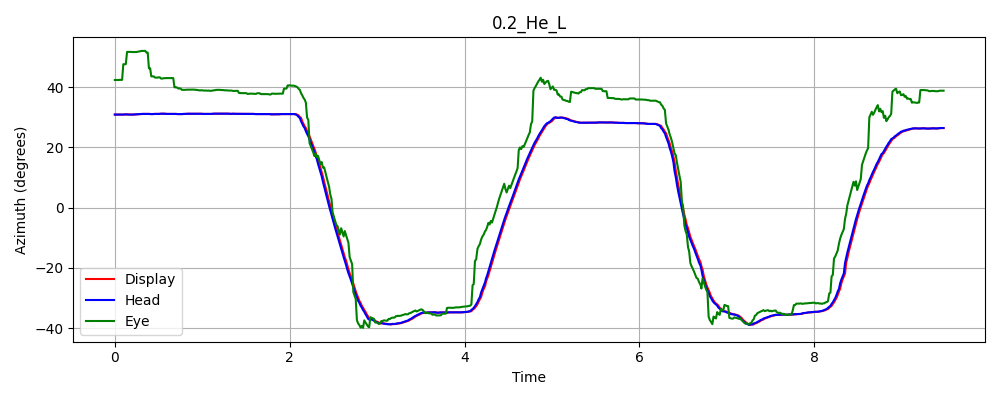 0.2_He_L
Azimuth (degrees)
40
20
0
−20
−40
Display
Head
Eye
0 2 4 6 8
Time